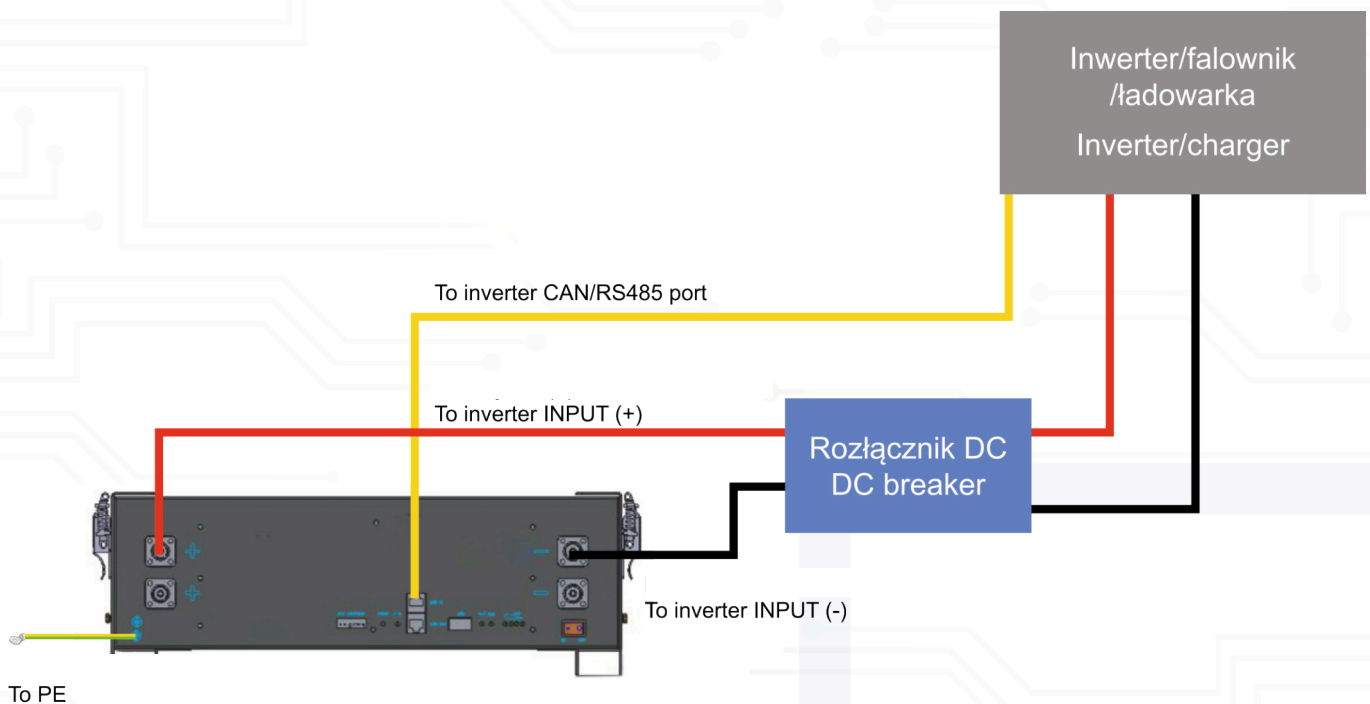 Inwerter/falownik
/ładowarka
Inverter/charger
To inverter CAN/RS485 port
To inverter INPUT (+)
Rozłącznik DC
DC breaker
To inverter INPUT (-)
To PE